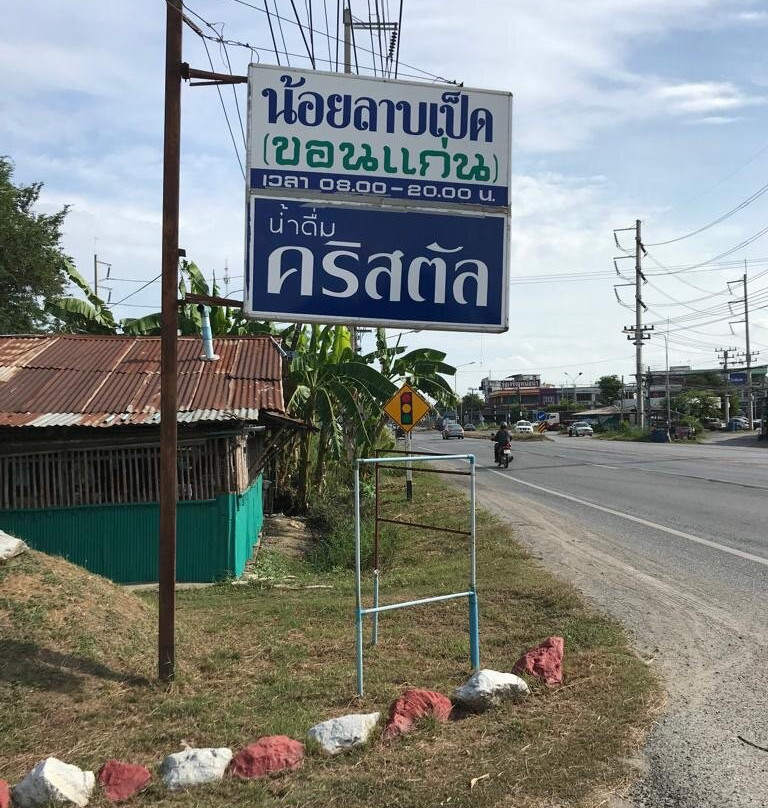 น้อยลาบเป็ด
(ขอนแก่น)
เวลา 08.00-20.00 น.
น้ำดื่ม
คริสตัล